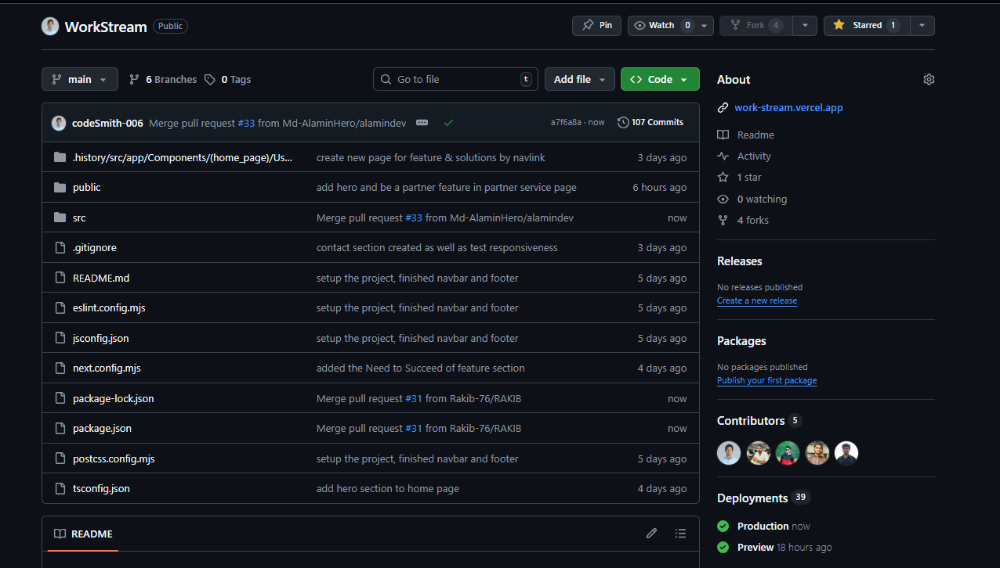 WorkStream Public Pin Watch 0 Fork 4 Starred 1
main 6 Branches 0 Tags Go to file t Add file Code
codeSmith-006 Merge pull request #33 from Md-AlaminHero/alamindev a7f6a8a · now 107 Commits
.history/src/app/Components/(home_page)/Us... create new page for feature & solutions by navlink 3 days ago
public add hero and be a partner feature in partner service page 6 hours ago
src Merge pull request #33 from Md-AlaminHero/alamindev now
.gitignore contact section created as well as test responsiveness 3 days ago
README.md setup the project, finished navbar and footer 5 days ago
eslint.config.mjs setup the project, finished navbar and footer 5 days ago
jsconfig.json setup the project, finished navbar and footer 5 days ago
next.config.mjs added the Need to Succeed of feature section 4 days ago
package-lock.json Merge pull request #31 from Rakib-76/RAKIB now
package.json Merge pull request #31 from Rakib-76/RAKIB now
postcss.config.mjs setup the project, finished navbar and footer 5 days ago
tsconfig.json add hero section to home page 4 days ago
README
About
work-stream.vercel.app
Readme
Activity
1 star
0 watching
4 forks
Releases
No releases published
Create a new release
Packages
No packages published
Publish your first package
Contributors 5
Deployments 39
Production now
Preview 18 hours ago